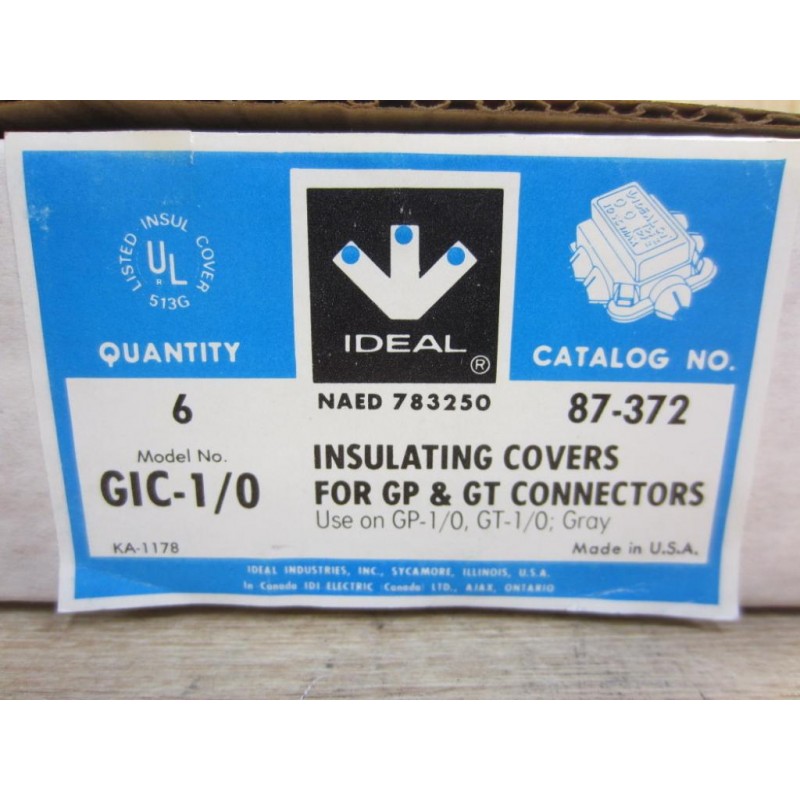 LISTED INSUL COVER
UL
R
513G
IDEAL
®
QUANTITY
CATALOG NO.
6
NAED 783250
87-372
Model No.
GIC-1/0
INSULATING COVERS
FOR GP & GT CONNECTORS
Use on GP-1/0, GT-1/0; Gray
KA-1178
Made in U.S.A.
IDEAL INDUSTRIES, INC., SYCAMORE, ILLINOIS, U.S.A.
In Canada IDI ELECTRIC (Canada) LTD., AJAX, ONTARIO